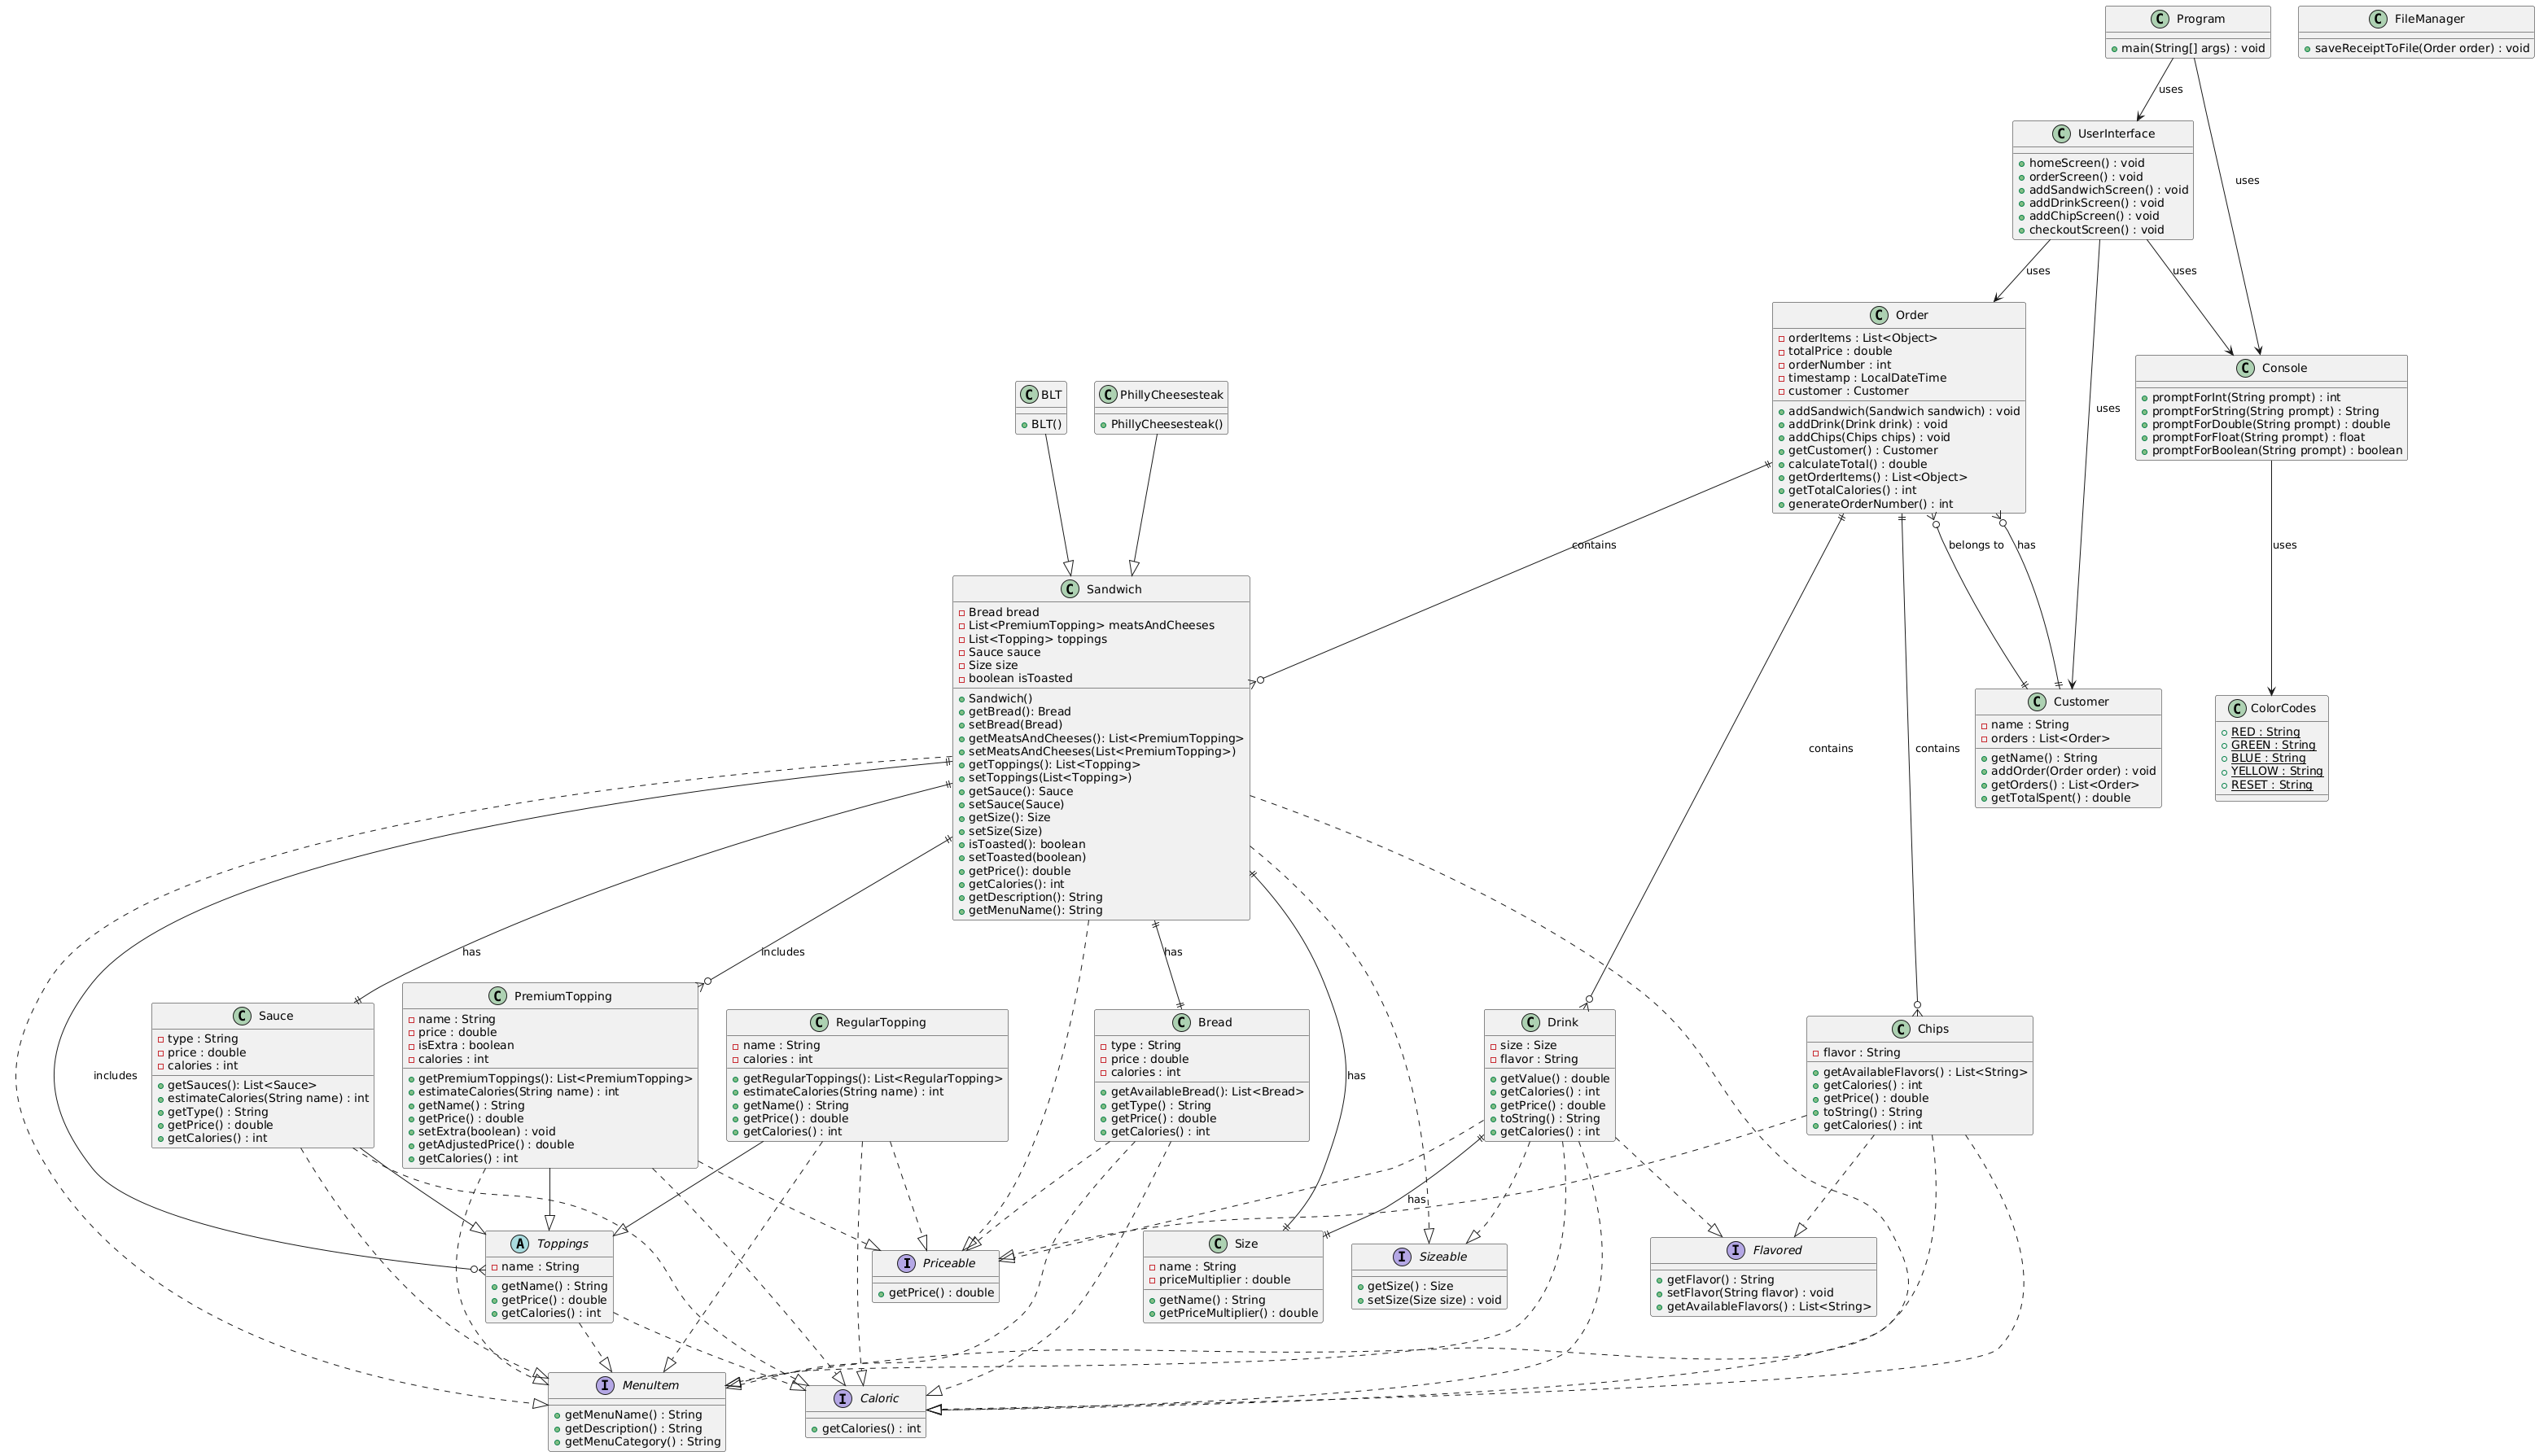 C Program
+ main(String[] args) : void
C FileManager
+ saveReceiptToFile(Order order) : void
uses
uses
C UserInterface
homeScreen() : void
orderScreen() : void
addSandwichScreen() : void
addDrinkScreen() : void
addChipScreen() : void
checkoutScreen() : void
uses
uses
uses
C Order
orderItems : List<Object>
totalPrice : double
orderNumber : int
timestamp : LocalDateTime
customer : Customer
addSandwich(Sandwich sandwich) : void
addDrink(Drink drink) : void
addChips(Chips chips) : void
getCustomer() : Customer
calculateTotal() : double
getOrderItems() : List<Object>
getTotalCalories() : int
generateOrderNumber() : int
C Console
promptForInt(String prompt) : int
promptForString(String prompt) : String
promptForDouble(String prompt) : double
promptForFloat(String prompt) : float
promptForBoolean(String prompt) : boolean
C BLT
BLT()
C PhillyCheesesteak
PhillyCheesesteak()
contains
belongs to
has
uses
C Sandwich
Bread bread
List<PremiumTopping> meatsAndCheeses
List<Topping> toppings
Sauce sauce
Size size
boolean isToasted
Sandwich()
getBread(): Bread
setBread(Bread)
getMeatsAndCheeses(): List<PremiumTopping>
setMeatsAndCheeses(List<PremiumTopping>)
getToppings(): List<Topping>
setToppings(List<Topping>)
getSauce(): Sauce
setSauce(Sauce)
getSize(): Size
setSize(Size)
isToasted(): boolean
setToasted(boolean)
getPrice(): double
getCalories(): int
getDescription(): String
getMenuName(): String
contains
contains
C Customer
name : String
orders : List<Order>
getName() : String
addOrder(Order order) : void
getOrders() : List<Order>
getTotalSpent() : double
C ColorCodes
RED : String
GREEN : String
BLUE : String
YELLOW : String
RESET : String
has
includes
has
includes
has
C Sauce
type : String
price : double
calories : int
getSauces(): List<Sauce>
estimateCalories(String name) : int
getType() : String
getPrice() : double
getCalories() : int
C PremiumTopping
name : String
price : double
isExtra : boolean
calories : int
getPremiumToppings(): List<PremiumTopping>
estimateCalories(String name) : int
getName() : String
getPrice() : double
setExtra(boolean) : void
getAdjustedPrice() : double
getCalories() : int
C RegularTopping
name : String
calories : int
getRegularToppings(): List<RegularTopping>
estimateCalories(String name) : int
getName() : String
getPrice() : double
getCalories() : int
C Bread
type : String
price : double
calories : int
getAvailableBread(): List<Bread>
getType() : String
getPrice() : double
getCalories() : int
C Drink
size : Size
flavor : String
getValue() : double
getCalories() : int
getPrice() : double
toString() : String
getCalories() : int
C Chips
flavor : String
getAvailableFlavors() : List<String>
getCalories() : int
getPrice() : double
toString() : String
getCalories() : int
has
A Toppings
name : String
getName() : String
getPrice() : double
getCalories() : int
I Priceable
getPrice() : double
C Size
name : String
priceMultiplier : double
getName() : String
getPriceMultiplier() : double
I Sizeable
getSize() : Size
setSize(Size size) : void
I Flavored
getFlavor() : String
setFlavor(String flavor) : void
getAvailableFlavors() : List<String>
I MenuItem
getMenuName() : String
getDescription() : String
getMenuCategory() : String
I Caloric
getCalories() : int